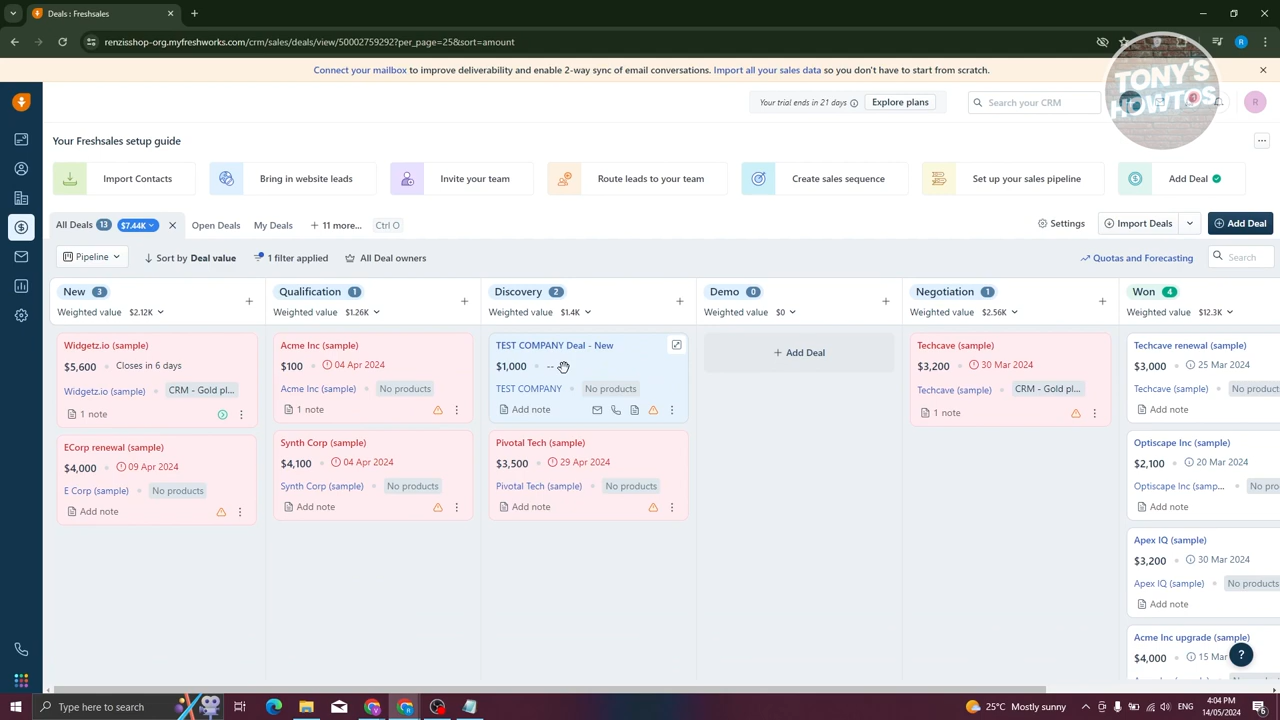 Deals : Freshsales
renzisshop-org.myfreshworks.com/crm/sales/deals/view/50002759292?per_page=25&sort=amount
Connect your mailbox to improve deliverability and enable 2-way sync of email conversations. Import all your sales data so you don't have to start from scratch.
Your trial ends in 21 days
Explore plans
Search your CRM
TONY'S
HOWTOS
R
Your Freshsales setup guide
Import Contacts
Bring in website leads
Invite your team
Route leads to your team
Create sales sequence
Set up your sales pipeline
Add Deal
All Deals 13 $7.44K
Open Deals
My Deals
+ 11 more...
Ctrl O
Settings
Import Deals
Add Deal
Pipeline
Sort by Deal value
1 filter applied
All Deal owners
Quotas and Forecasting
Search
New 3
Weighted value $2.12K
Qualification 1
Weighted value $1.26K
Discovery 2
Weighted value $1.4K
Demo 0
Weighted value $0
Negotiation 1
Weighted value $2.56K
Won 4
Weighted value $12.3K
Widgetz.io (sample)
$5,600 Closes in 6 days
Widgetz.io (sample) CRM - Gold pl...
1 note
ECorp renewal (sample)
$4,000 09 Apr 2024
E Corp (sample) No products
Add note
Acme Inc (sample)
$100 04 Apr 2024
Acme Inc (sample) No products
1 note
Synth Corp (sample)
$4,100 04 Apr 2024
Synth Corp (sample) No products
Add note
TEST COMPANY Deal - New
$1,000 --
TEST COMPANY No products
Add note
Pivotal Tech (sample)
$3,500 29 Apr 2024
Pivotal Tech (sample) No products
Add note
+ Add Deal
Techcave (sample)
$3,200 30 Mar 2024
Techcave (sample) CRM - Gold pl...
1 note
Techcave renewal (sample)
$3,000 25 Mar 2024
Techcave (sample) No product
Add note
Optiscape Inc (sample)
$2,100 20 Mar 2024
Optiscape Inc (samp... No pro
Add note
Apex IQ (sample)
$3,200 30 Mar 2024
Apex IQ (sample) No products
Add note
Acme Inc upgrade (sample)
$4,000 15 Mar
?
Type here to search
25°C Mostly sunny
ENG
4:04 PM
14/05/2024
6